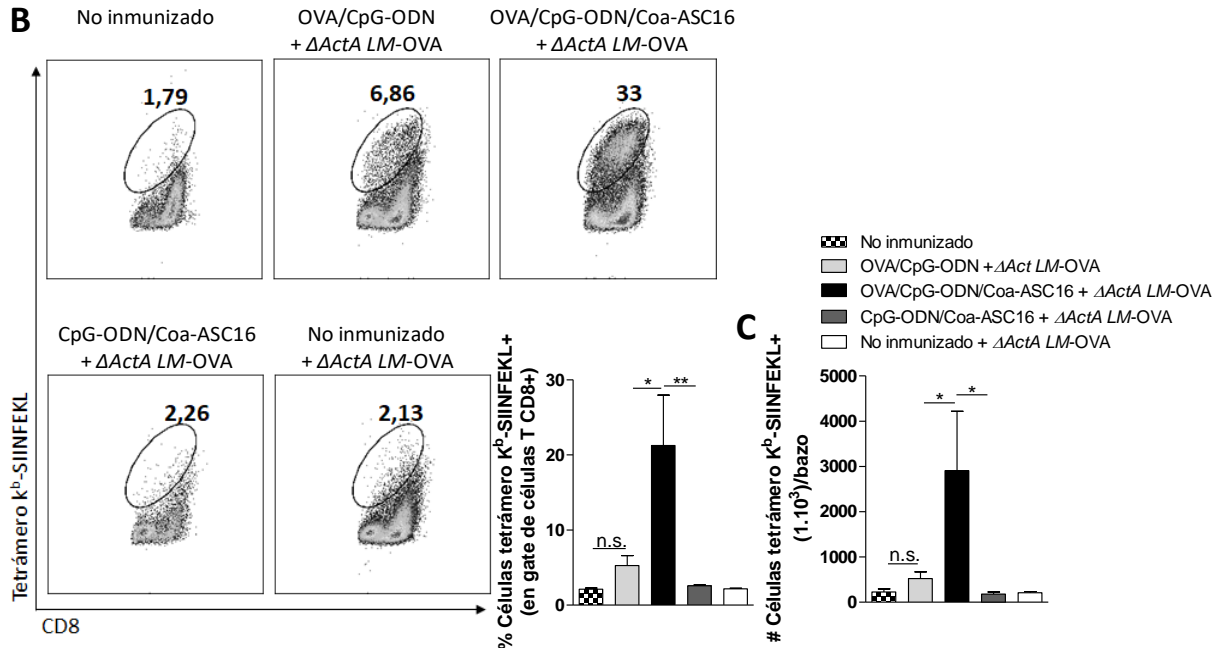 B
No inmunizado
OVA/CpG-ODN
+ ΔActA LM-OVA
OVA/CpG-ODN/Coa-ASC16
+ ΔActA LM-OVA
1,79
6,86
33
CpG-ODN/Coa-ASC16
+ ΔActA LM-OVA
No inmunizado
+ ΔActA LM-OVA
2,26
2,13
Tetrámero k^b-SIINFEKL
CD8
% Células tetrámero K^b-SIINFEKL+
(en gate de células T CD8+)
30
20
10
0
n.s.
*
**
No inmunizado
OVA/CpG-ODN +ΔAct LM-OVA
OVA/CpG-ODN/Coa-ASC16 + ΔActA LM-OVA
CpG-ODN/Coa-ASC16 + ΔActA LM-OVA
No inmunizado + ΔActA LM-OVA
C
# Células tetrámero K^b-SIINFEKL+
(1.10³)/bazo
5000
4000
3000
2000
1000
0
n.s.
*
*